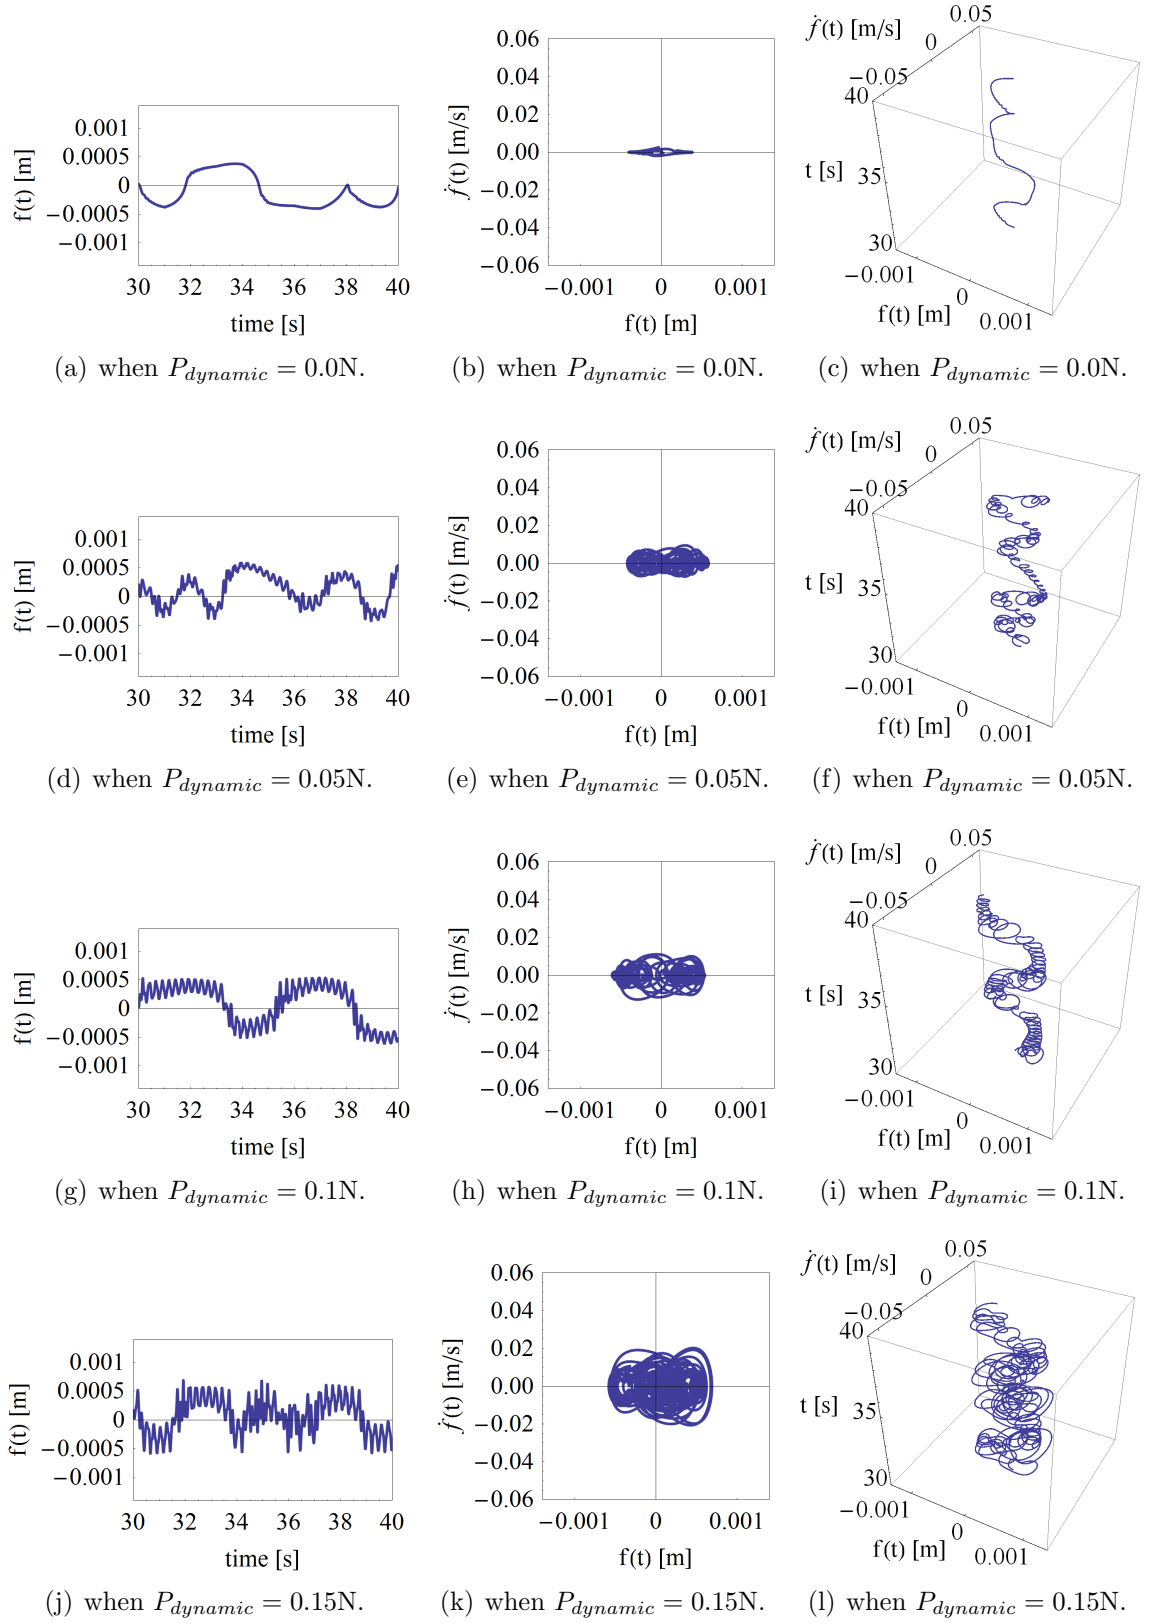 0.001
0.0005
0
−0.0005
−0.001
f(t) [m]
30 32 34 36 38 40
time [s]
0.06
0.04
0.02
0.00
−0.02
−0.04
−0.06
ḟ(t) [m/s]
−0.001 0 0.001
f(t) [m]
0.05
ḟ(t) [m/s]
0
−0.05
40
t [s]
35
30
−0.001
0
f(t) [m]
0.001
(a) when P_dynamic = 0.0N.
(b) when P_dynamic = 0.0N.
(c) when P_dynamic = 0.0N.
0.001
0.0005
0
−0.0005
−0.001
f(t) [m]
30 32 34 36 38 40
time [s]
0.06
0.04
0.02
0.00
−0.02
−0.04
−0.06
ḟ(t) [m/s]
−0.001 0 0.001
f(t) [m]
0.05
ḟ(t) [m/s]
0
−0.05
40
t [s]
35
30
−0.001
0
f(t) [m]
0.001
(d) when P_dynamic = 0.05N.
(e) when P_dynamic = 0.05N.
(f) when P_dynamic = 0.05N.
0.001
0.0005
0
−0.0005
−0.001
f(t) [m]
30 32 34 36 38 40
time [s]
0.06
0.04
0.02
0.00
−0.02
−0.04
−0.06
ḟ(t) [m/s]
−0.001 0 0.001
f(t) [m]
0.05
ḟ(t) [m/s]
0
−0.05
40
t [s]
35
30
−0.001
0
f(t) [m]
0.001
(g) when P_dynamic = 0.1N.
(h) when P_dynamic = 0.1N.
(i) when P_dynamic = 0.1N.
0.001
0.0005
0
−0.0005
−0.001
f(t) [m]
30 32 34 36 38 40
time [s]
0.06
0.04
0.02
0.00
−0.02
−0.04
−0.06
ḟ(t) [m/s]
−0.001 0 0.001
f(t) [m]
0.05
ḟ(t) [m/s]
0
−0.05
40
t [s]
35
30
−0.001
0
f(t) [m]
0.001
(j) when P_dynamic = 0.15N.
(k) when P_dynamic = 0.15N.
(l) when P_dynamic = 0.15N.